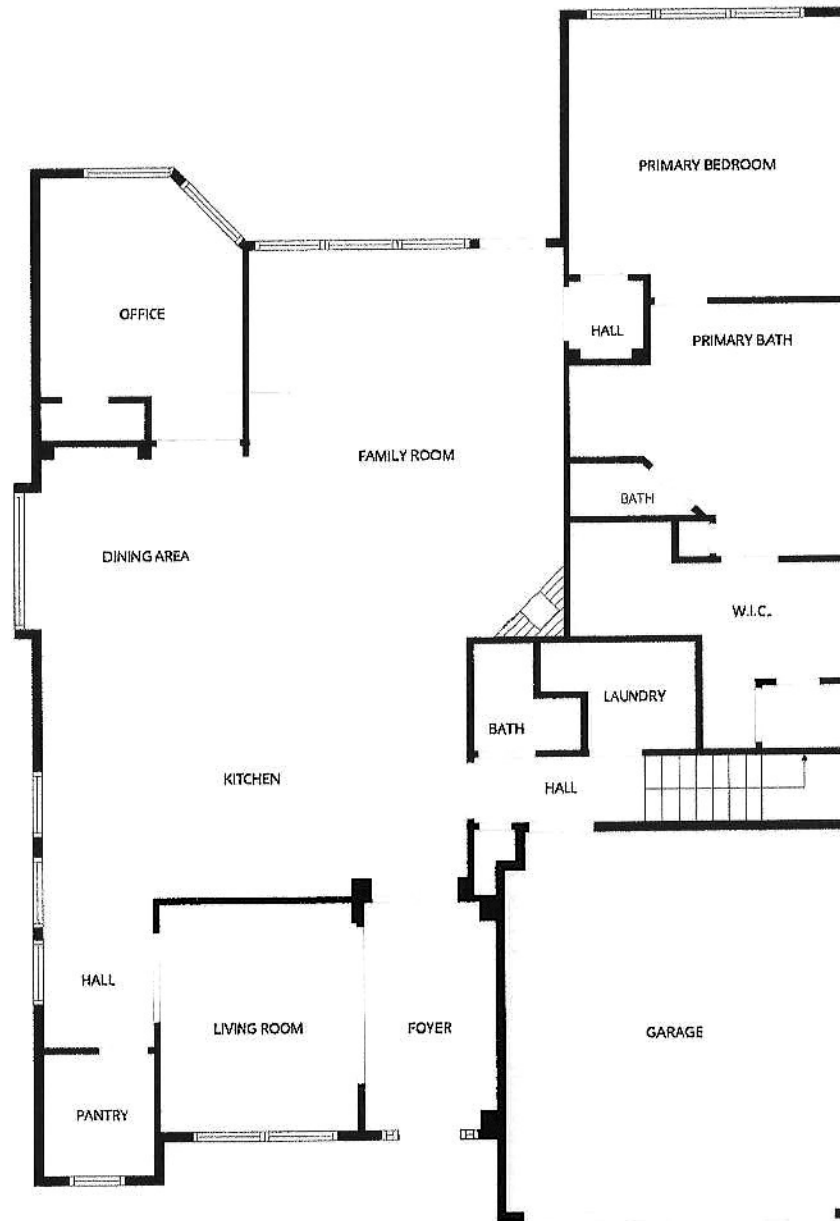 PRIMARY BEDROOM
OFFICE
HALL
PRIMARY BATH
FAMILY ROOM
BATH
DINING AREA
W.I.C.
LAUNDRY
BATH
KITCHEN
HALL
HALL
LIVING ROOM
FOYER
GARAGE
PANTRY